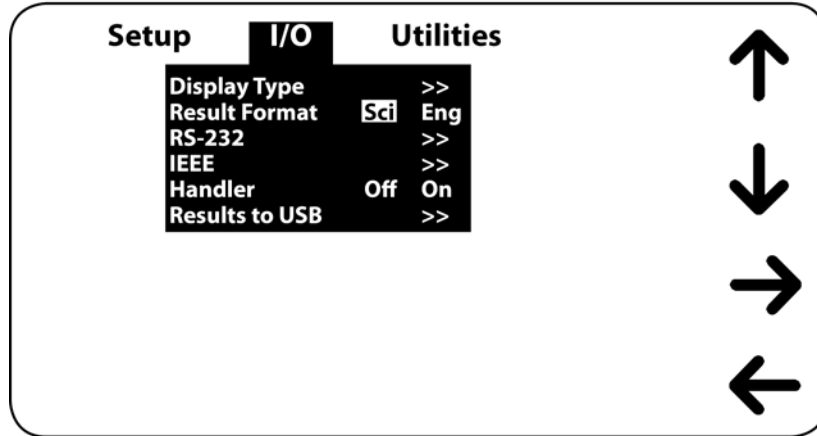 Setup I/O Utilities
Display Type >>
Result Format Sci Eng
RS-232 >>
IEEE >>
Handler Off On
Results to USB >>